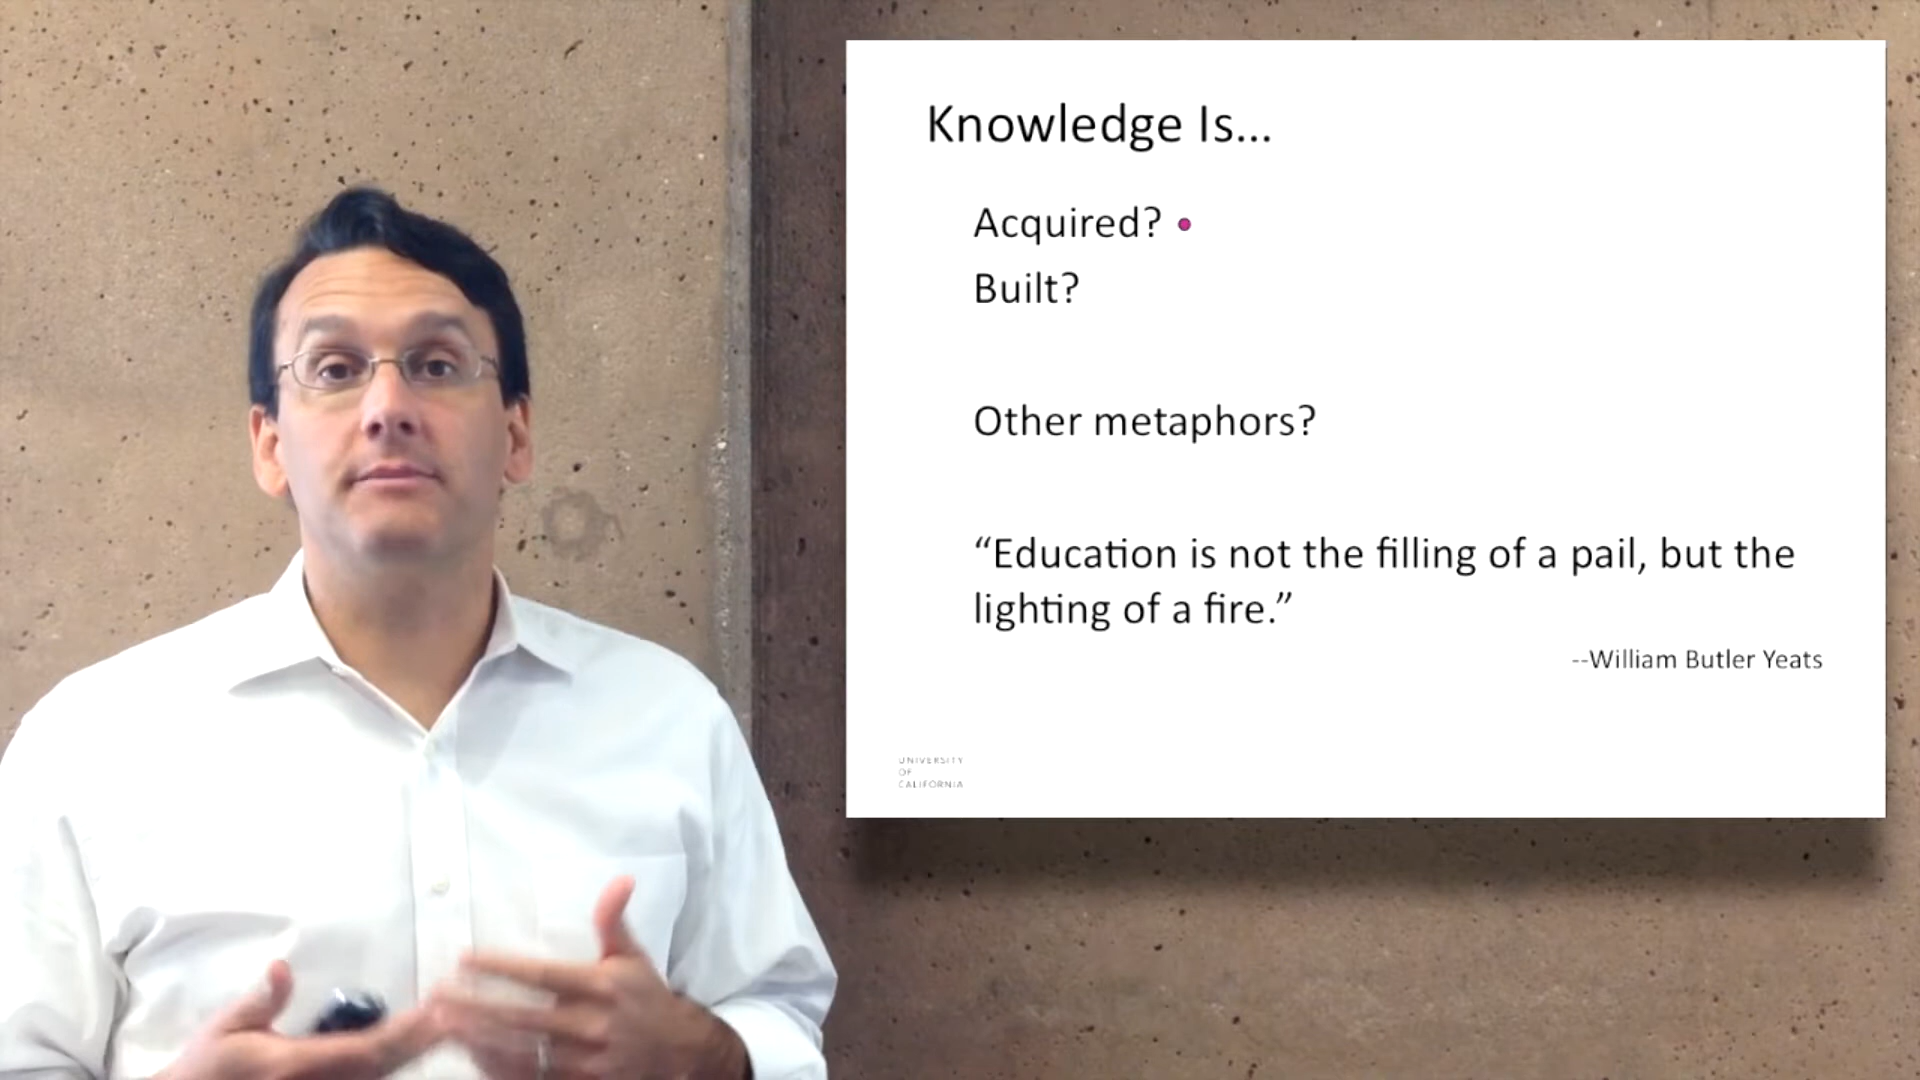 Knowledge Is...
Acquired?
Built?
Other metaphors?
“Education is not the filling of a pail, but the
lighting of a fire.”
--William Butler Yeats
UNIVERSITY
OF
CALIFORNIA